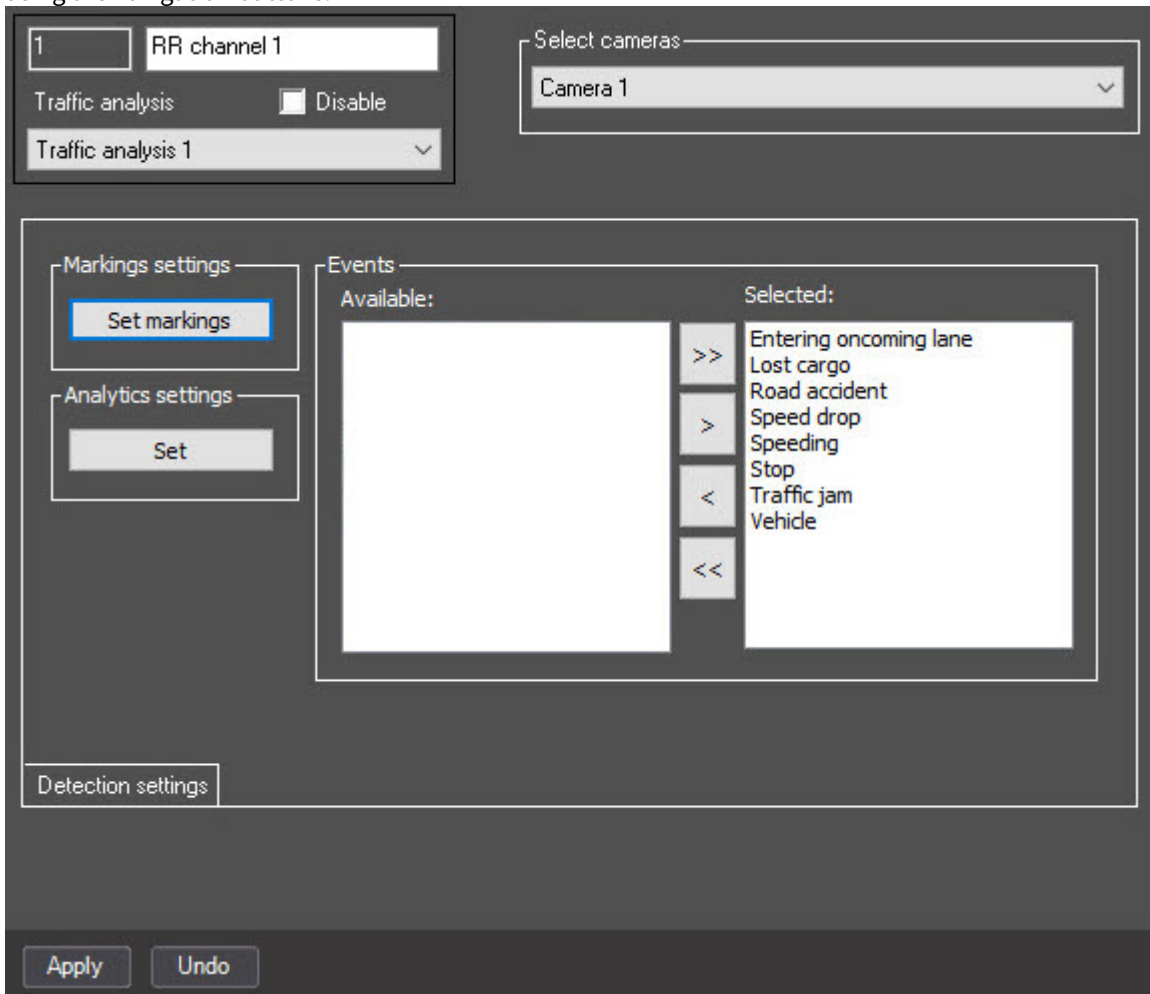 1
RR channel 1
Traffic analysis
Disable
Traffic analysis 1
Select cameras
Camera 1
Markings settings
Set markings
Analytics settings
Set
Events
Available:
>>
>
<
<<
Selected:
Entering oncoming lane
Lost cargo
Road accident
Speed drop
Speeding
Stop
Traffic jam
Vehicle
Detection settings
Apply
Undo